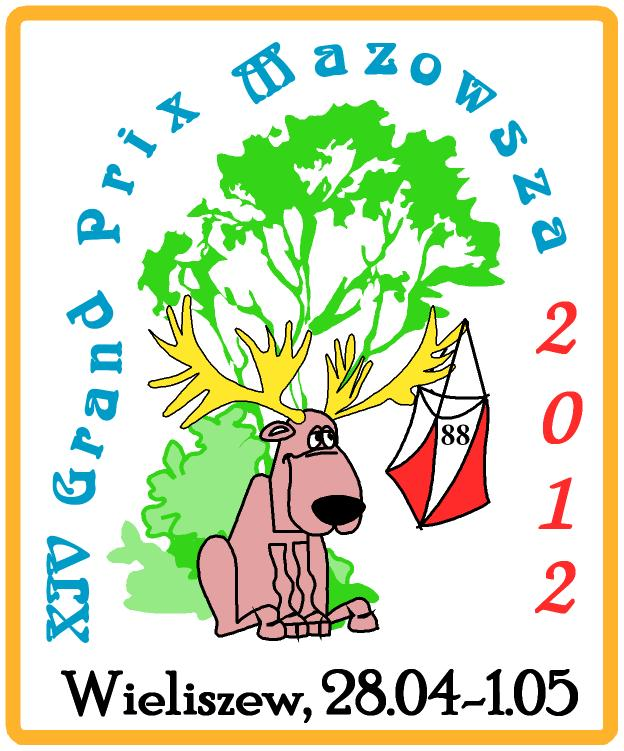 XIV Grand Prix Mazowsza
2012
88
Wieliszew, 28.04-1.05